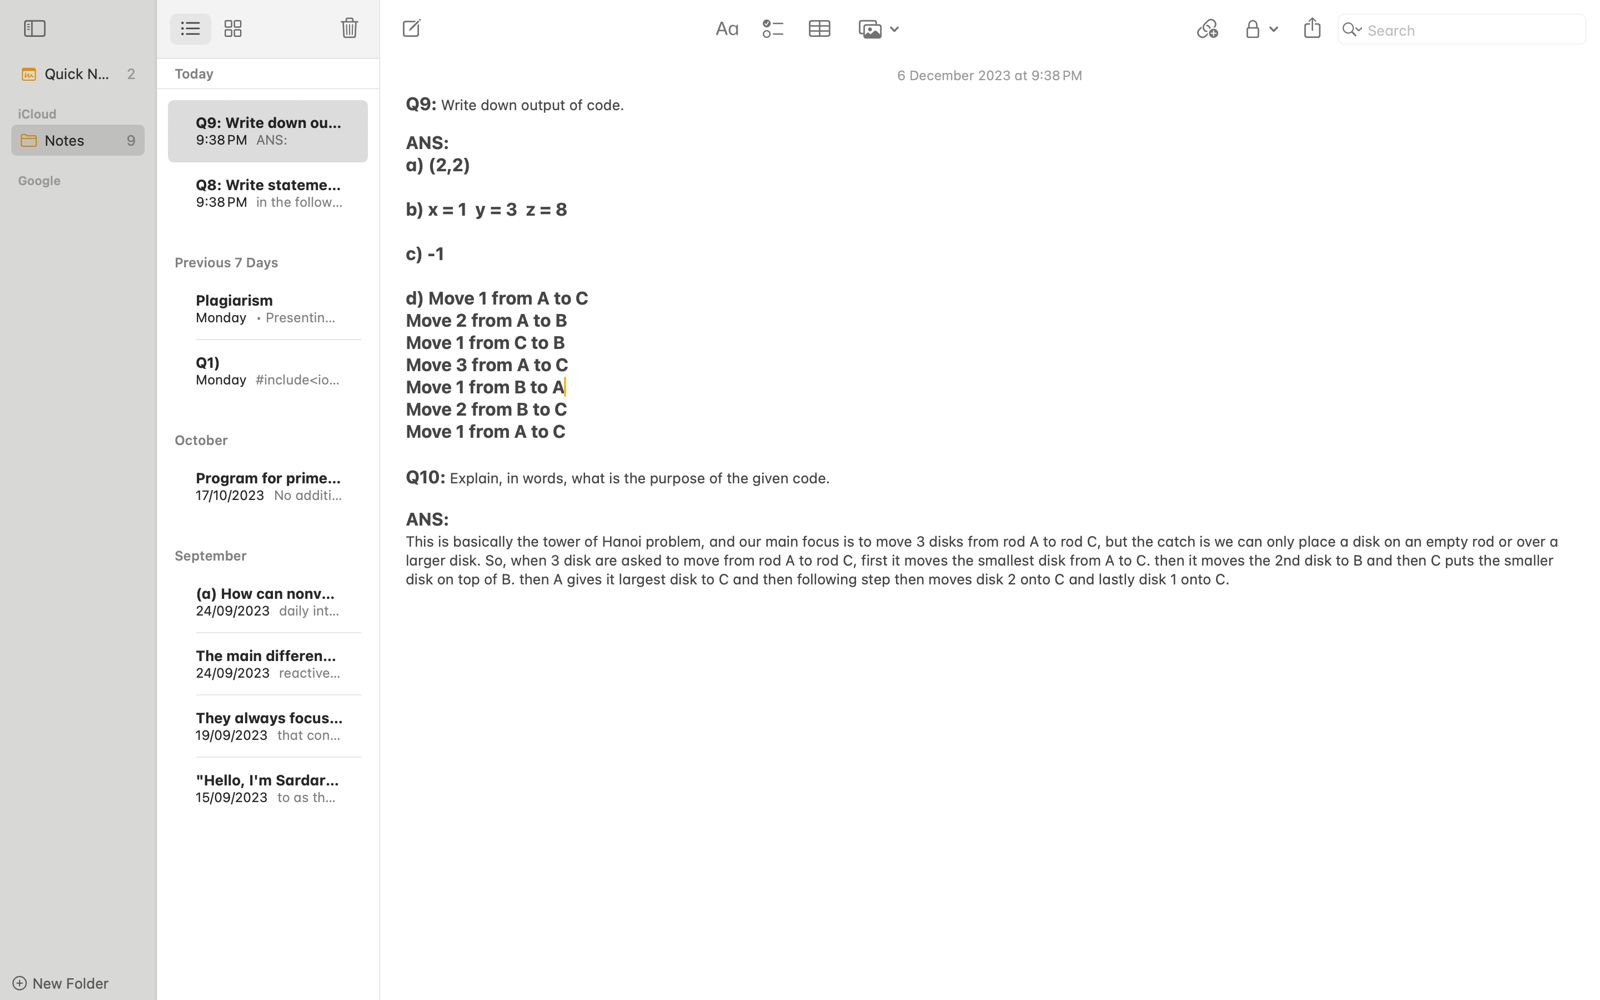 Quick N... 2
iCloud
Notes 9
Google
New Folder
Today
Q9: Write down ou...
9:38 PM ANS:
Q8: Write stateme...
9:38 PM in the follow...
Previous 7 Days
Plagiarism
Monday • Presentin...
Q1)
Monday #include<io...
October
Program for prime...
17/10/2023 No additi...
September
(a) How can nonv...
24/09/2023 daily int...
The main differen...
24/09/2023 reactive...
They always focus...
19/09/2023 that con...
"Hello, I'm Sardar...
15/09/2023 to as th...
Aa
Search
6 December 2023 at 9:38 PM
Q9: Write down output of code.
ANS:
a) (2,2)
b) x = 1 y = 3 z = 8
c) -1
d) Move 1 from A to C
Move 2 from A to B
Move 1 from C to B
Move 3 from A to C
Move 1 from B to A
Move 2 from B to C
Move 1 from A to C
Q10: Explain, in words, what is the purpose of the given code.
ANS:
This is basically the tower of Hanoi problem, and our main focus is to move 3 disks from rod A to rod C, but the catch is we can only place a disk on an empty rod or over a
larger disk. So, when 3 disk are asked to move from rod A to rod C, first it moves the smallest disk from A to C. then it moves the 2nd disk to B and then C puts the smaller
disk on top of B. then A gives it largest disk to C and then following step then moves disk 2 onto C and lastly disk 1 onto C.